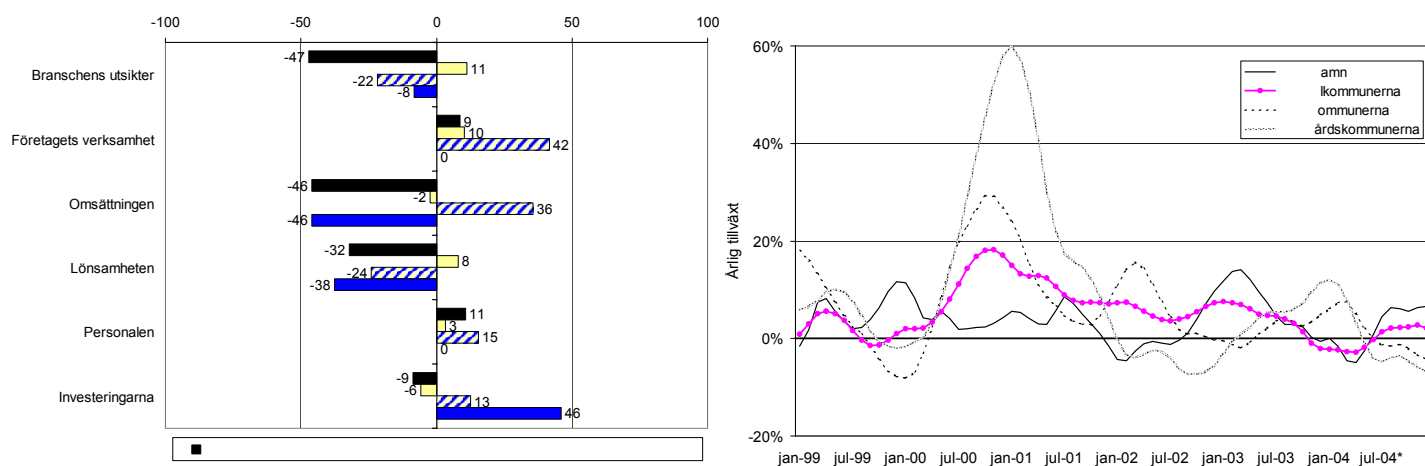 -100 -50 0 50 100
Branschens utsikter
-47
11
-22
-8
Företagets verksamhet
9
10
42
0
Omsättningen
-46
-2
36
-46
Lönsamheten
-32
8
-24
-38
Personalen
11
3
15
0
Investeringarna
-9
-6
13
46
Årlig tillväxt
60%
40%
20%
0%
-20%
amn
lkommunerna
ommunerna
årdskommunerna
jan-99 jul-99 jan-00 jul-00 jan-01 jul-01 jan-02 jul-02 jan-03 jul-03 jan-04 jul-04*